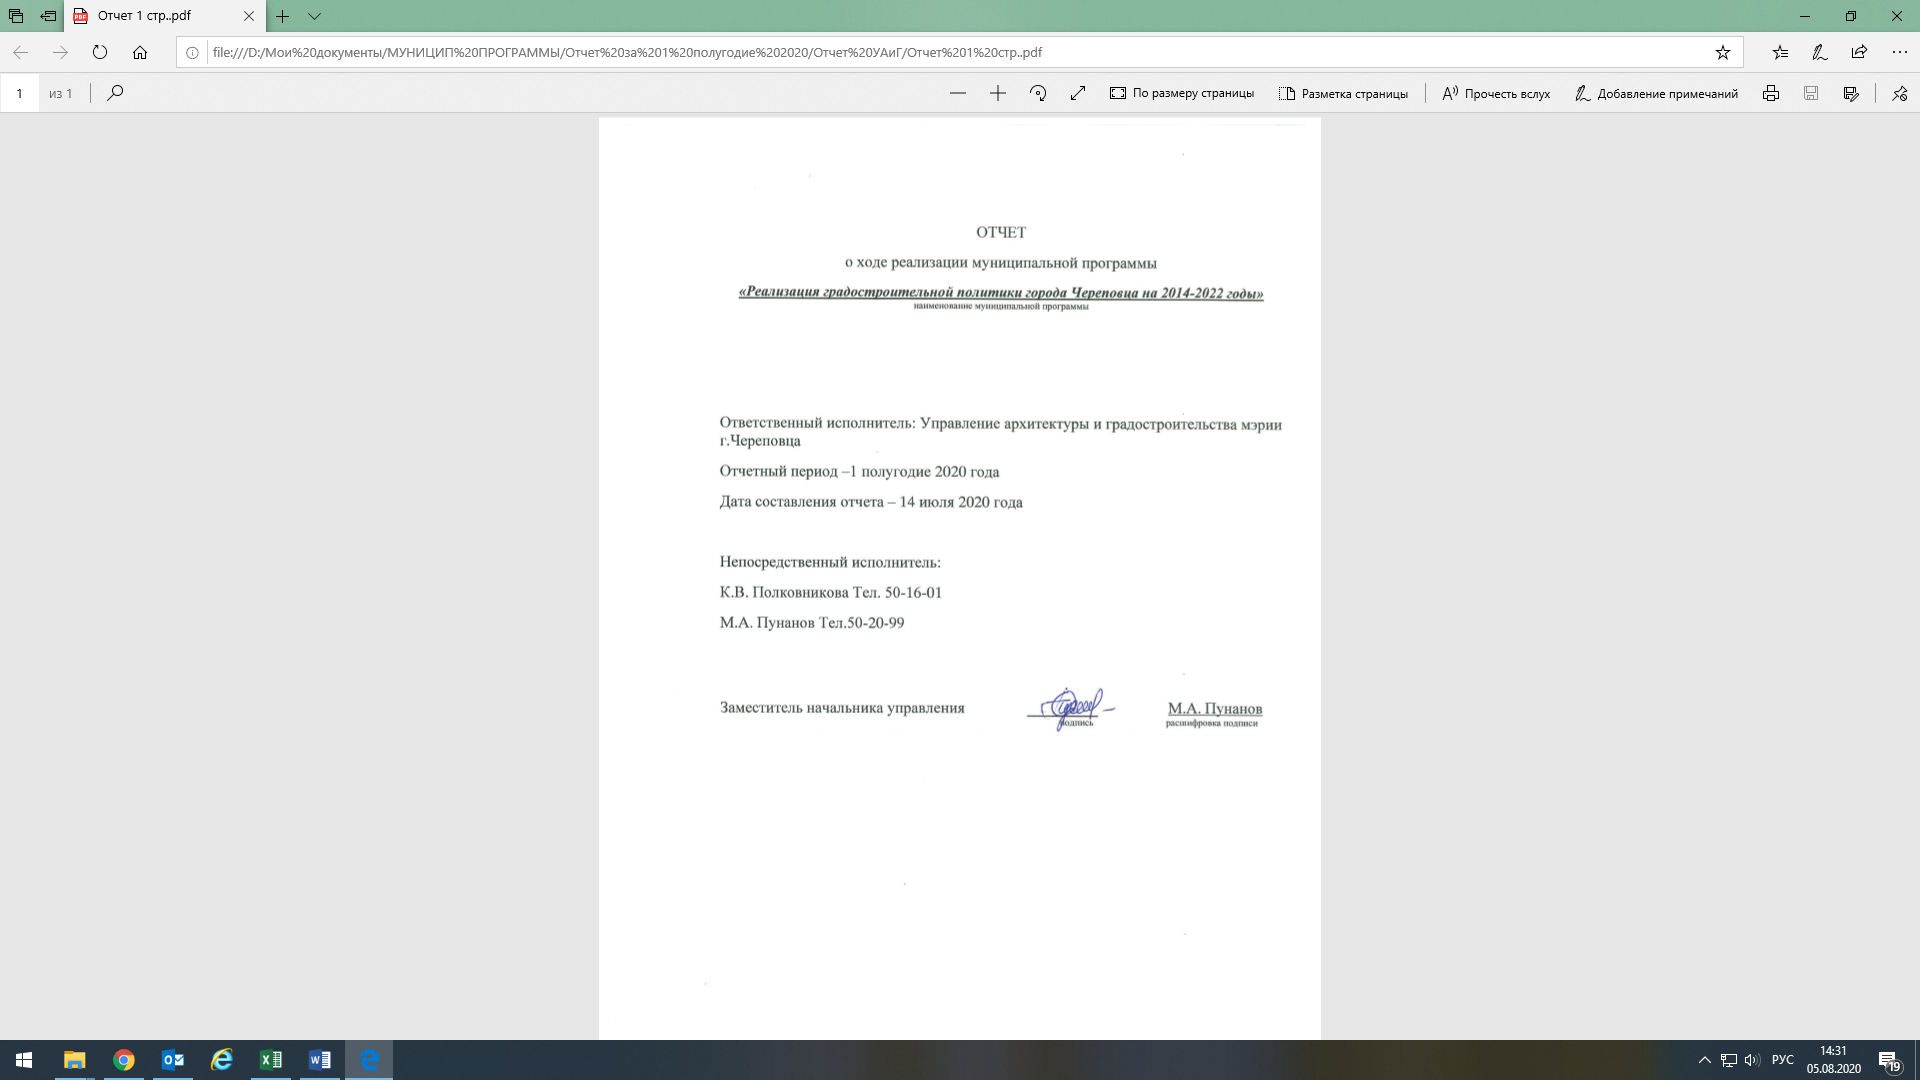 Отчет 1 стр..pdf
file:///D:/Мои%20документы/МУНИЦИП%20ПРОГРАММЫ/Отчет%20за%201%20полугодие%202020/Отчет%20УАиГ/Отчет%201%20стр..pdf
1 из 1
По размеру страницы
Разметка страницы
Прочесть вслух
Добавление примечаний
ОТЧЕТ
о ходе реализации муниципальной программы
«Реализация градостроительной политики города Череповца на 2014-2022 годы»
наименование муниципальной программы
Ответственный исполнитель: Управление архитектуры и градостроительства мэрии
г.Череповца
Отчетный период –1 полугодие 2020 года
Дата составления отчета – 14 июля 2020 года
Непосредственный исполнитель:
К.В. Полковникова Тел. 50-16-01
М.А. Пунанов Тел.50-20-99
Заместитель начальника управления
М.А. Пунанов
подпись
расшифровка подписи
РУС
14:31
05.08.2020
19